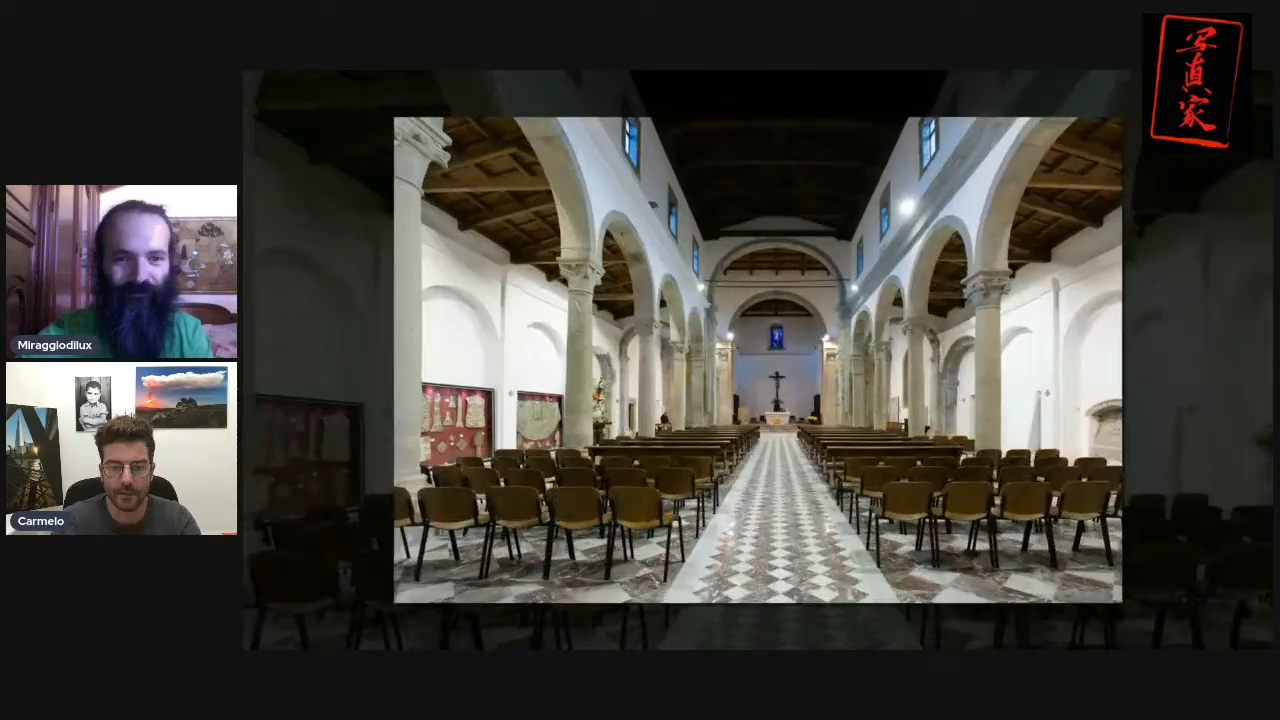 写
真
家
Miraggiodilux
Carmelo